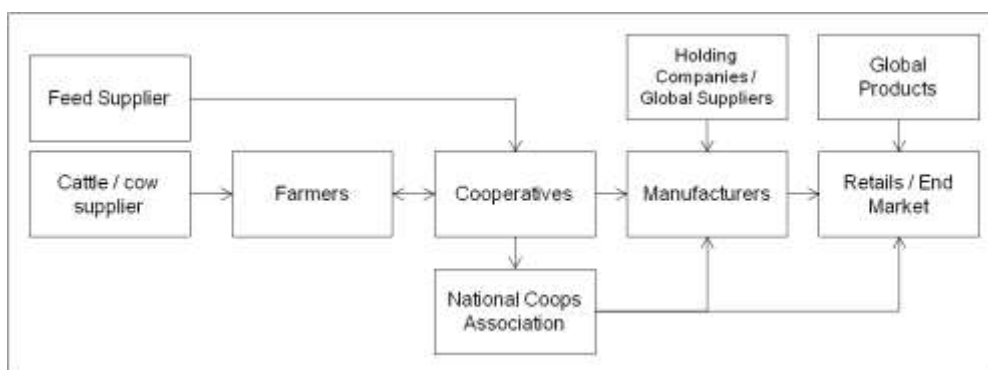 Feed Supplier
Holding
Companies /
Global Suppliers
Global
Products
Cattle / cow
supplier
Farmers
Cooperatives
Manufacturers
Retails / End
Market
National Coops
Association